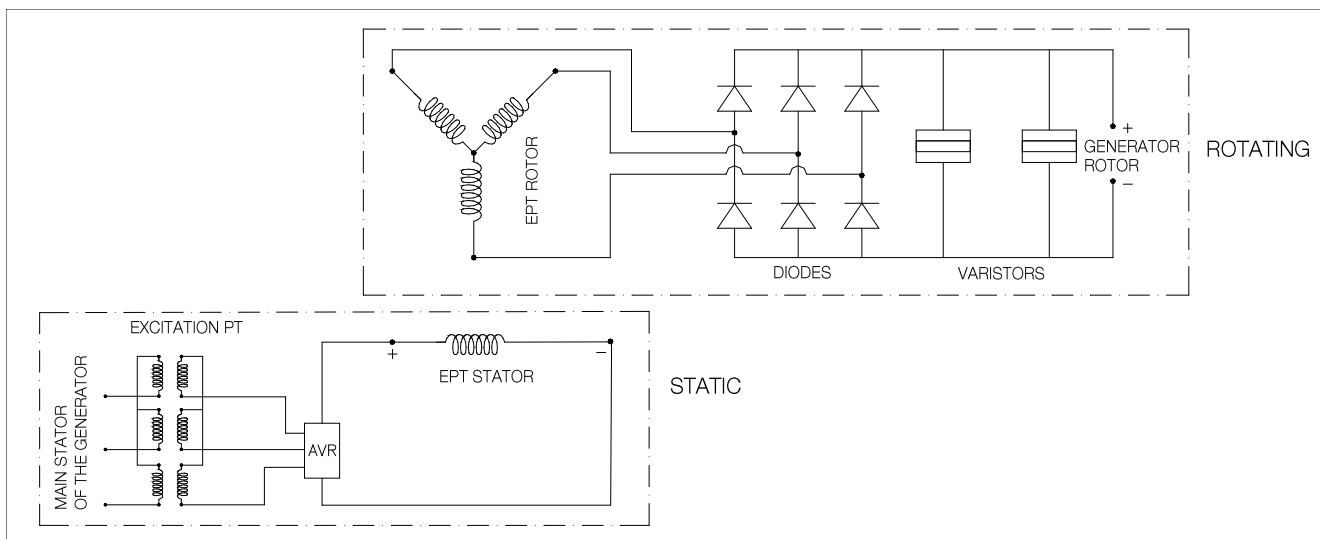 EPT ROTOR
DIODES
VARISTORS
+
GENERATOR
ROTOR
−
ROTATING
EXCITATION PT
MAIN STATOR
OF THE GENERATOR
AVR
+
EPT STATOR
−
STATIC